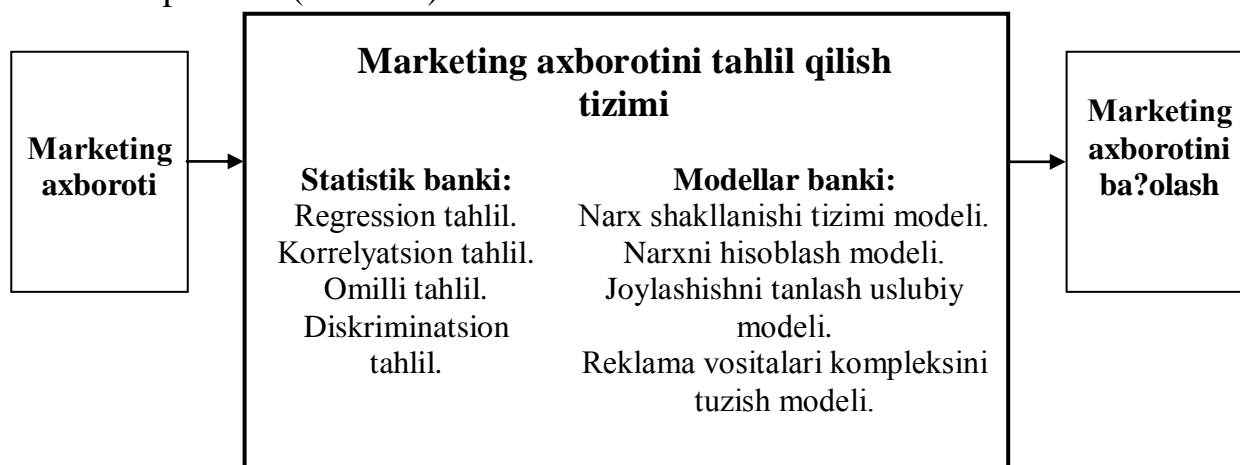 Marketing
axboroti
Marketing axborotini tahlil qilish
tizimi
Statistik banki:
Regression tahlil.
Korrelyatsion tahlil.
Omilli tahlil.
Diskriminatsion
tahlil.
Modellar banki:
Narx shakllanishi tizimi modeli.
Narxni hisoblash modeli.
Joylashishni tanlash uslubiy
modeli.
Reklama vositalari kompleksini
tuzish modeli.
Marketing
axborotini
ba?olash